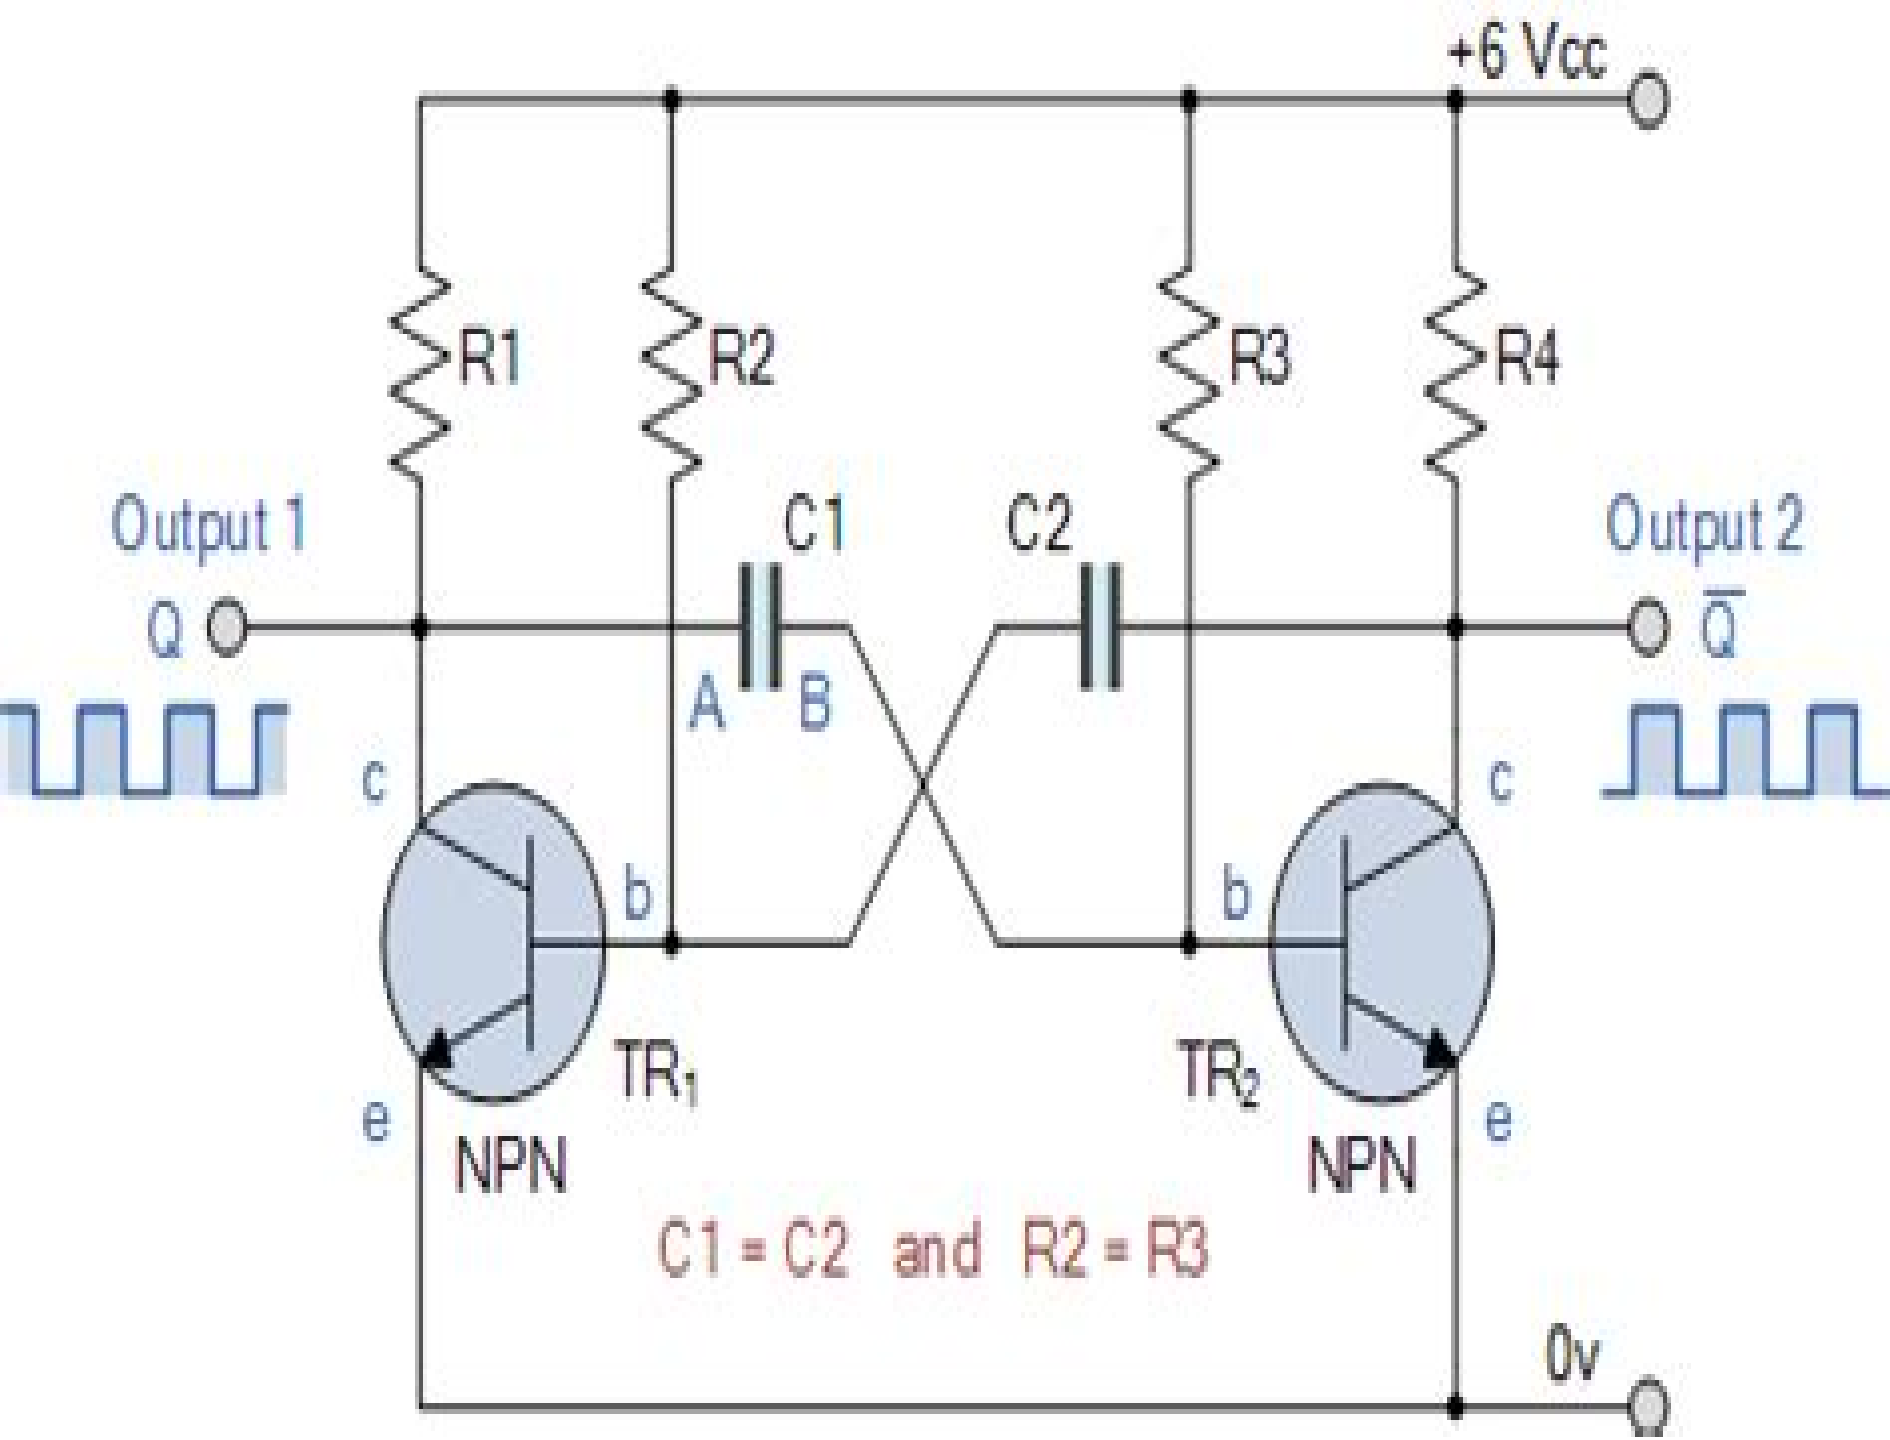 +6 Vcc
R1
R2
R3
R4
Output 1
C1
C2
Output 2
Q
Q̅
A
B
c
c
b
b
TR₁
TR₂
e
e
NPN
NPN
C1 = C2 and R2 = R3
0v